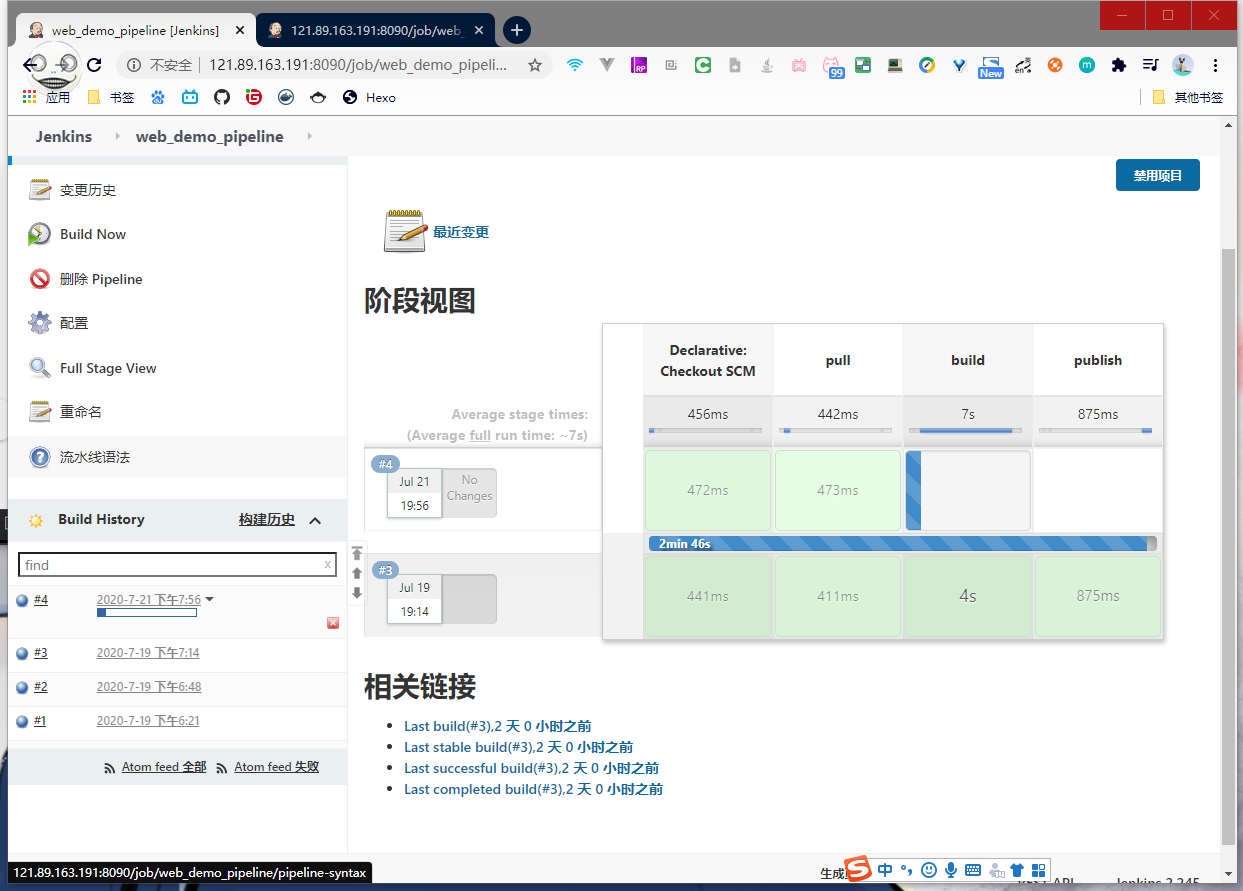 web_demo_pipeline [Jenkins]
121.89.163.191:8090/job/web_
不安全
121.89.163.191:8090/job/web_demo_pipeli...
RP
99
New
应用
书签
Hexo
其他书签
Jenkins
web_demo_pipeline
变更历史
Build Now
删除 Pipeline
配置
Full Stage View
重命名
流水线语法
Build History
构建历史
find
x
#4
2020-7-21 下午7:56
#3
2020-7-19 下午7:14
#2
2020-7-19 下午6:48
#1
2020-7-19 下午6:21
Atom feed 全部
Atom feed 失败
禁用项目
最近变更
阶段视图
Declarative:
Checkout SCM
pull
build
publish
Average stage times:
(Average full run time: ~7s)
456ms
442ms
7s
875ms
#4
Jul 21
19:56
No
Changes
472ms
473ms
2min 46s
#3
Jul 19
19:14
441ms
411ms
4s
875ms
相关链接
Last build(#3),2 天 0 小时之前
Last stable build(#3),2 天 0 小时之前
Last successful build(#3),2 天 0 小时之前
Last completed build(#3),2 天 0 小时之前
121.89.163.191:8090/job/web_demo_pipeline/pipeline-syntax
生成
中
API
Jenkins 2.245